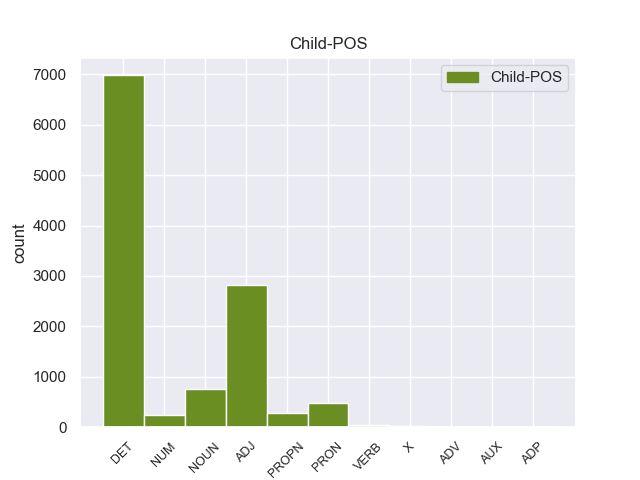 Child-POS
Child-POS
count
7000
6000
5000
4000
3000
2000
1000
0
DET NUM NOUN ADJ PROPN PRON VERB X ADV AUX ADP